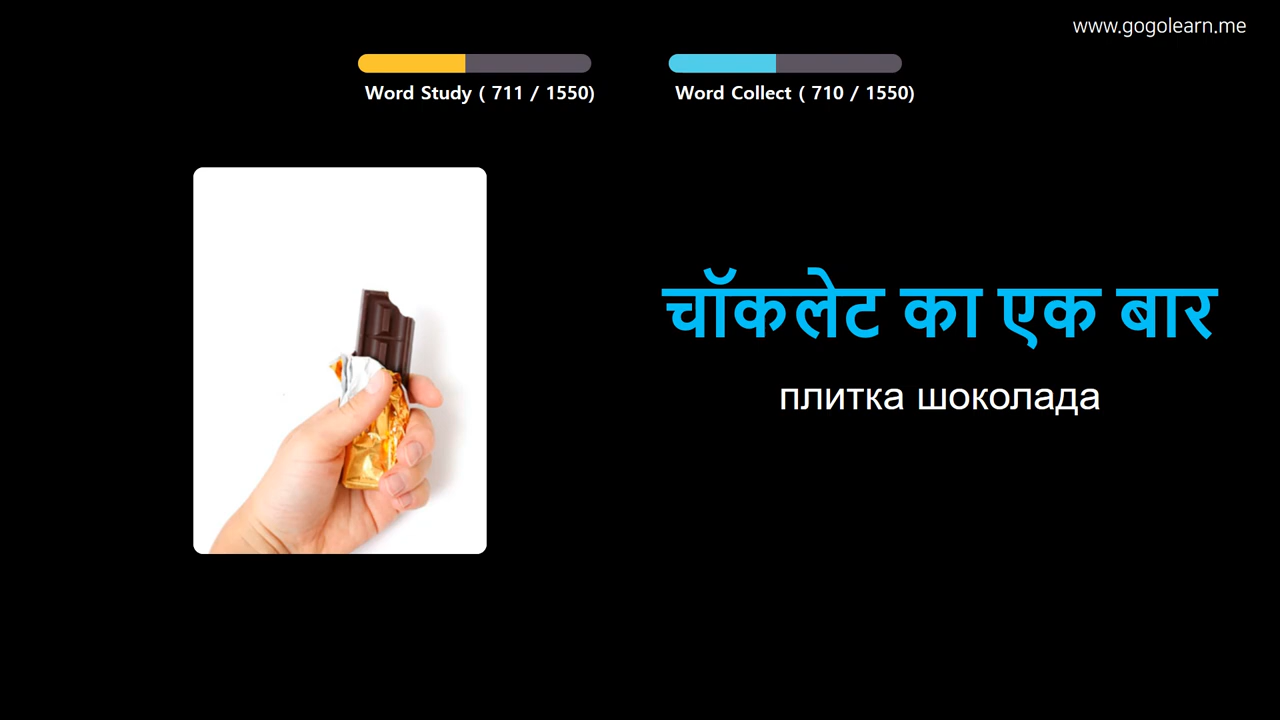 www.gogolearn.me
Word Study ( 711 / 1550)
Word Collect ( 710 / 1550)
चॉकलेट का एक बार
плитка шоколада